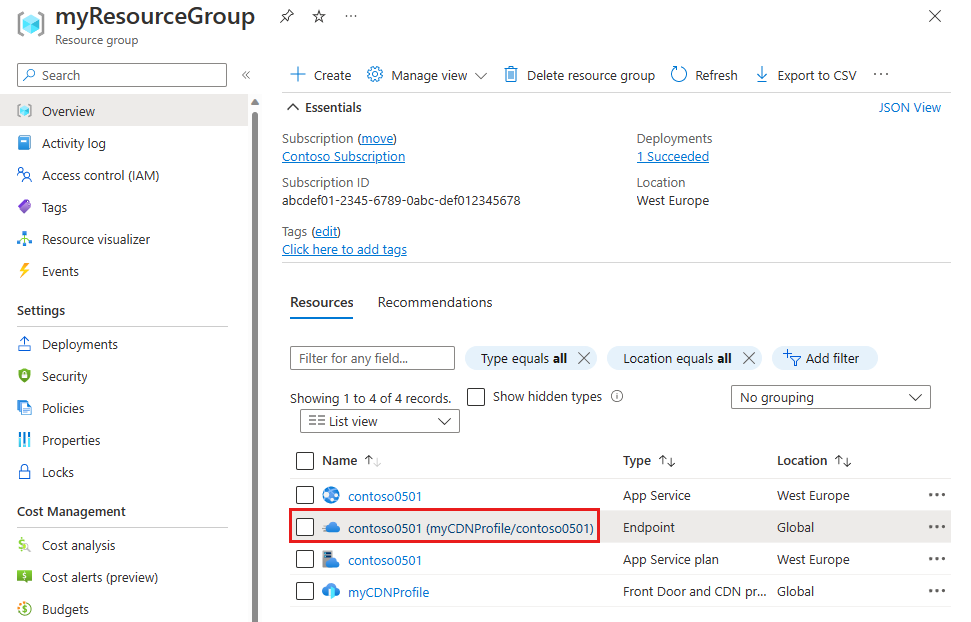 myResourceGroup
Resource group
Search
Overview
Activity log
Access control (IAM)
Tags
Resource visualizer
Events
Settings
Deployments
Security
Policies
Properties
Locks
Cost Management
Cost analysis
Cost alerts (preview)
Budgets
Create Manage view Delete resource group Refresh Export to CSV
Essentials JSON View
Subscription (move)
Contoso Subscription
Subscription ID
abcdef01-2345-6789-0abc-def012345678
Tags (edit)
Click here to add tags
Deployments
1 Succeeded
Location
West Europe
Resources Recommendations
Filter for any field... Type equals all Location equals all Add filter
Showing 1 to 4 of 4 records. Show hidden types No grouping
List view
Name Type Location
contoso0501 App Service West Europe
contoso0501 (myCDNProfile/contoso0501) Endpoint Global
contoso0501 App Service plan West Europe
myCDNProfile Front Door and CDN pr... Global